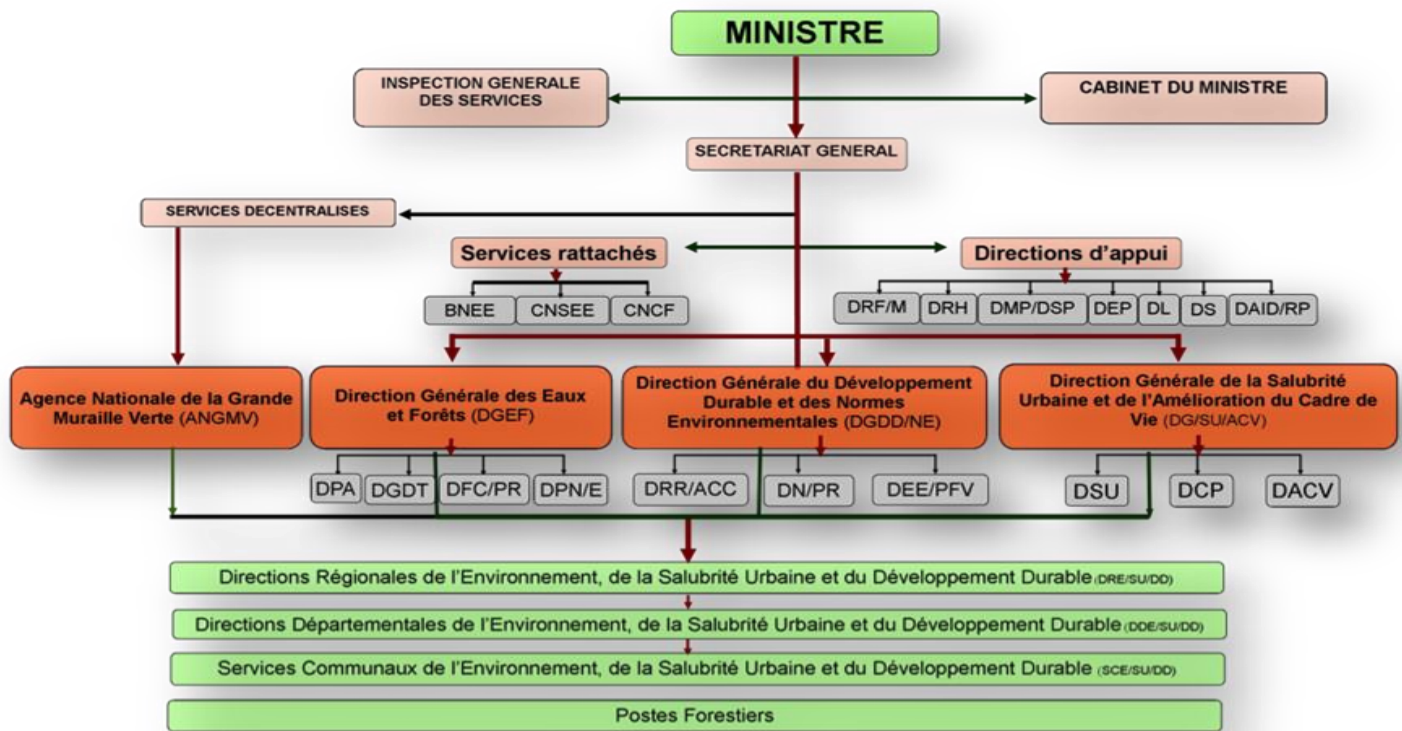 MINISTRE
INSPECTION GENERALE
DES SERVICES
CABINET DU MINISTRE
SECRETARIAT GENERAL
SERVICES DECENTRALISES
Services rattachés
Directions d'appui
BNEE
CNSEE
CNCF
DRF/M
DRH
DMP/DSP
DEP
DL
DS
DAID/RP
Agence Nationale de la Grande
Muraille Verte (ANGMV)
Direction Générale des Eaux
et Forêts (DGEF)
Direction Générale du Développement
Durable et des Normes
Environnementales (DGDD/NE)
Direction Générale de la Salubrité
Urbaine et de l'Amélioration du Cadre de
Vie (DG/SU/ACV)
DPA
DGDT
DFC/PR
DPN/E
DRR/ACC
DN/PR
DEE/PFV
DSU
DCP
DACV
Directions Régionales de l'Environnement, de la Salubrité Urbaine et du Développement Durable (DRE/SU/DD)
Directions Départementales de l'Environnement, de la Salubrité Urbaine et du Développement Durable (DDE/SU/DD)
Services Communaux de l'Environnement, de la Salubrité Urbaine et du Développement Durable (SCE/SU/DD)
Postes Forestiers